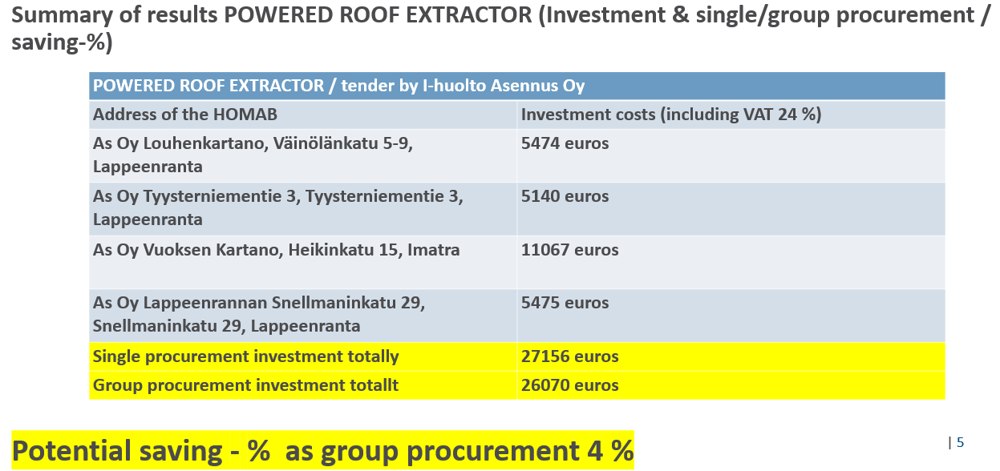 Summary of results POWERED ROOF EXTRACTOR (Investment & single/group procurement /
saving-%)
POWERED ROOF EXTRACTOR / tender by I-huolto Asennus Oy
Address of the HOMAB
Investment costs (including VAT 24 %)
As Oy Louhenkartano, Väinölänkatu 5-9,
Lappeenranta
5474 euros
As Oy Tyysterniementie 3, Tyysterniementie 3,
Lappeenranta
5140 euros
As Oy Vuoksen Kartano, Heikinkatu 15, Imatra
11067 euros
As Oy Lappeenrannan Snellmaninkatu 29,
Snellmaninkatu 29, Lappeenranta
5475 euros
Single procurement investment totally
27156 euros
Group procurement investment totallt
26070 euros
Potential saving - % as group procurement 4 %
| 5